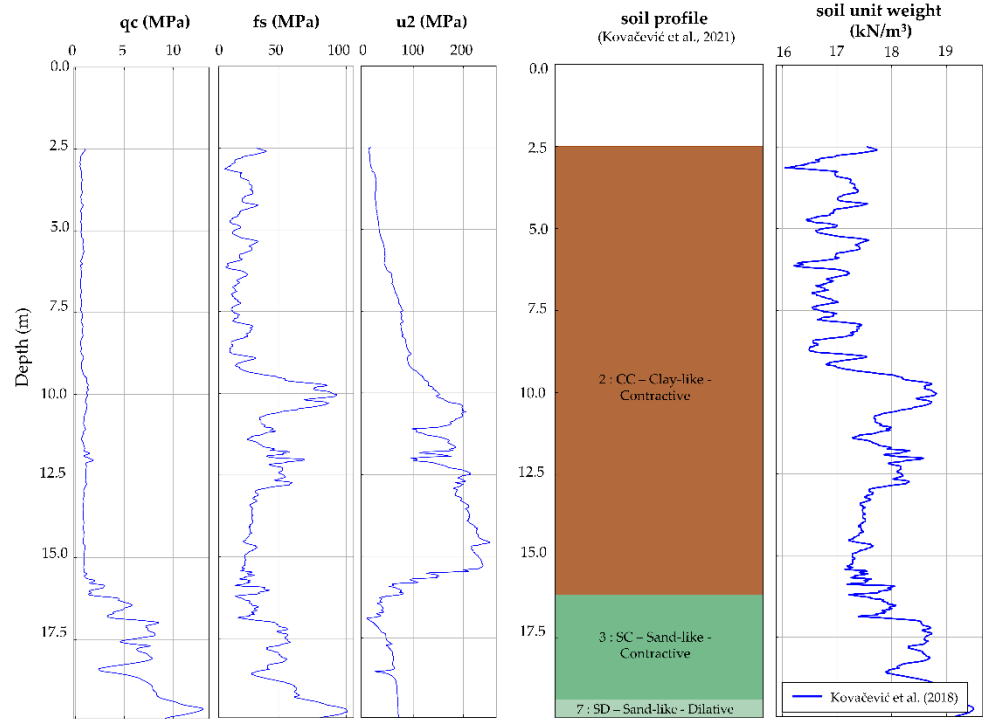 qc (MPa)
fs (MPa)
u2 (MPa)
soil profile
(Kovačević et al., 2021)
soil unit weight
(kN/m³)
0 5 10
0 50 100
0 100 200
16 17 18 19
Depth (m)
0.0
2.5
5.0
7.5
10.0
12.5
15.0
17.5
0.0
2.5
5.0
7.5
10.0
12.5
15.0
17.5
2 : CC – Clay-like -
Contractive
3 : SC – Sand-like -
Contractive
7 : SD – Sand-like - Dilative
Kovačević et al. (2018)